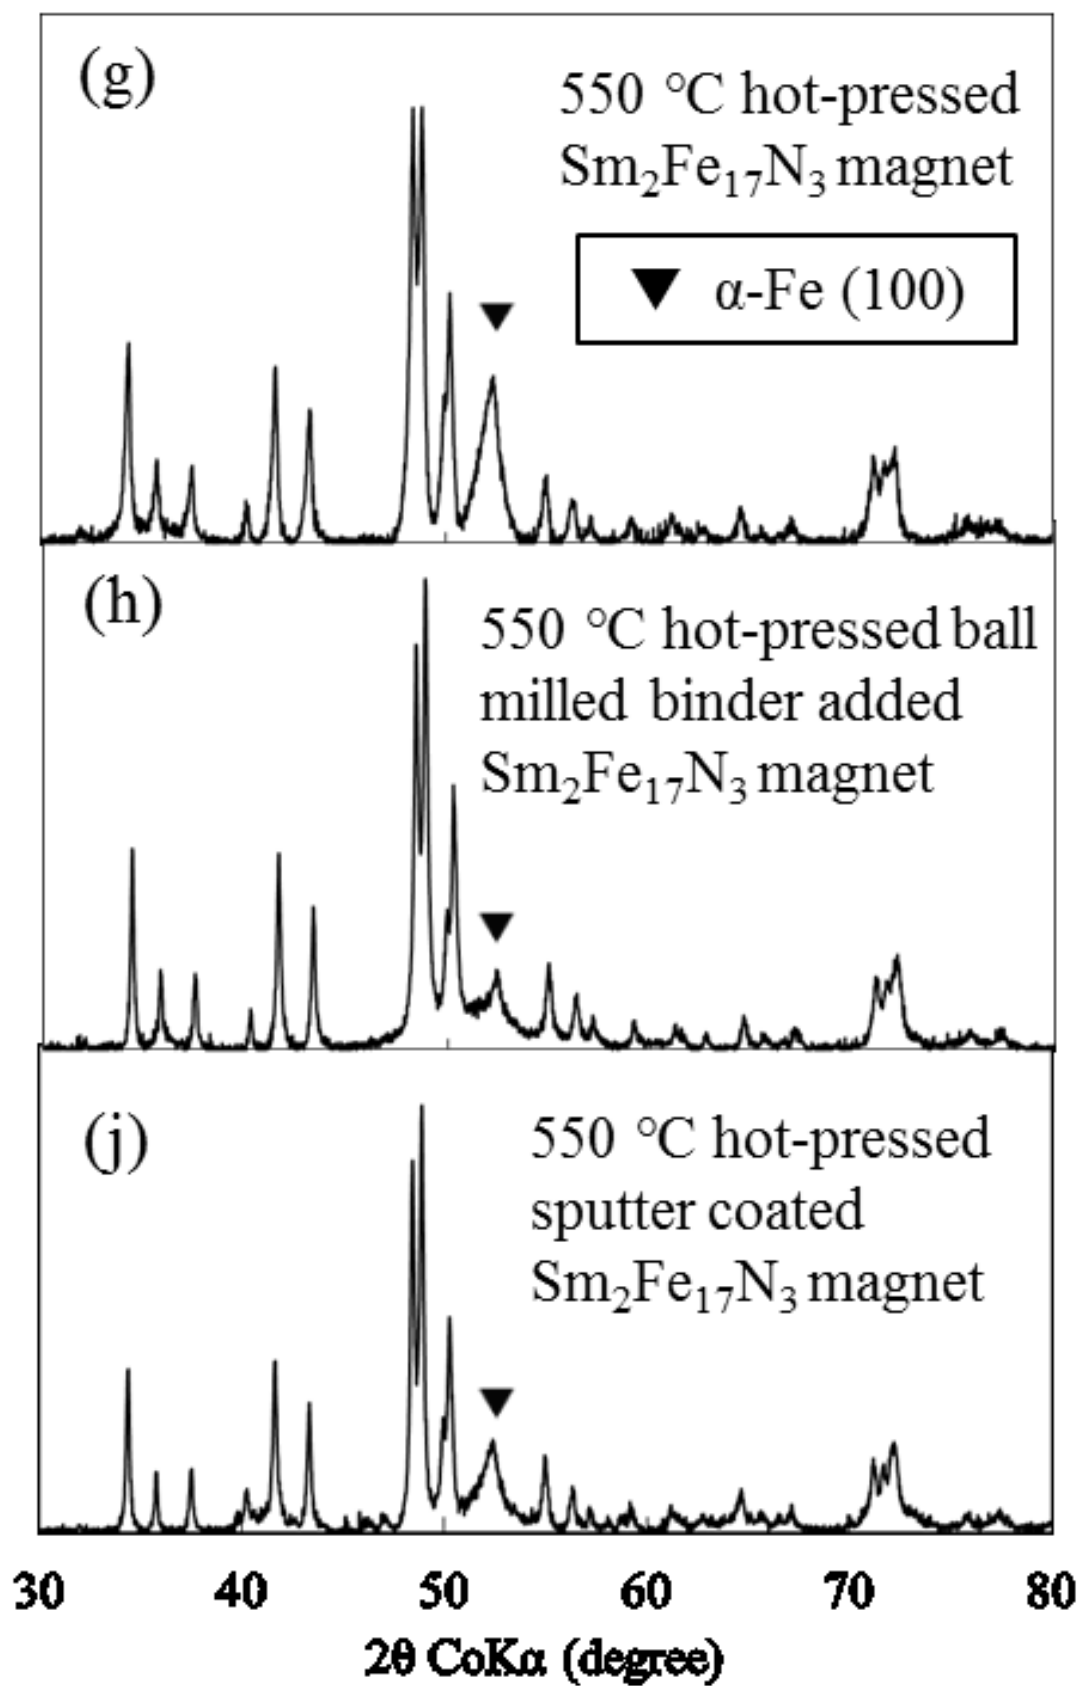 (g)
550 °C hot-pressed
Sm₂Fe₁₇N₃ magnet
▼ α-Fe (100)
(h)
550 °C hot-pressed ball
milled binder added
Sm₂Fe₁₇N₃ magnet
(j)
550 °C hot-pressed
sputter coated
Sm₂Fe₁₇N₃ magnet
30 40 50 60 70 80
2θ CoKα (degree)